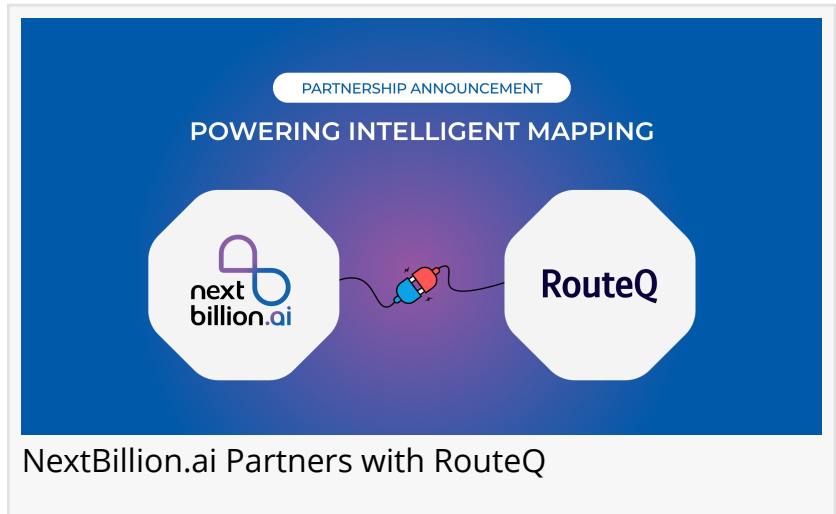 PARTNERSHIP ANNOUNCEMENT
POWERING INTELLIGENT MAPPING
next
billion.ai
RouteQ
NextBillion.ai Partners with RouteQ